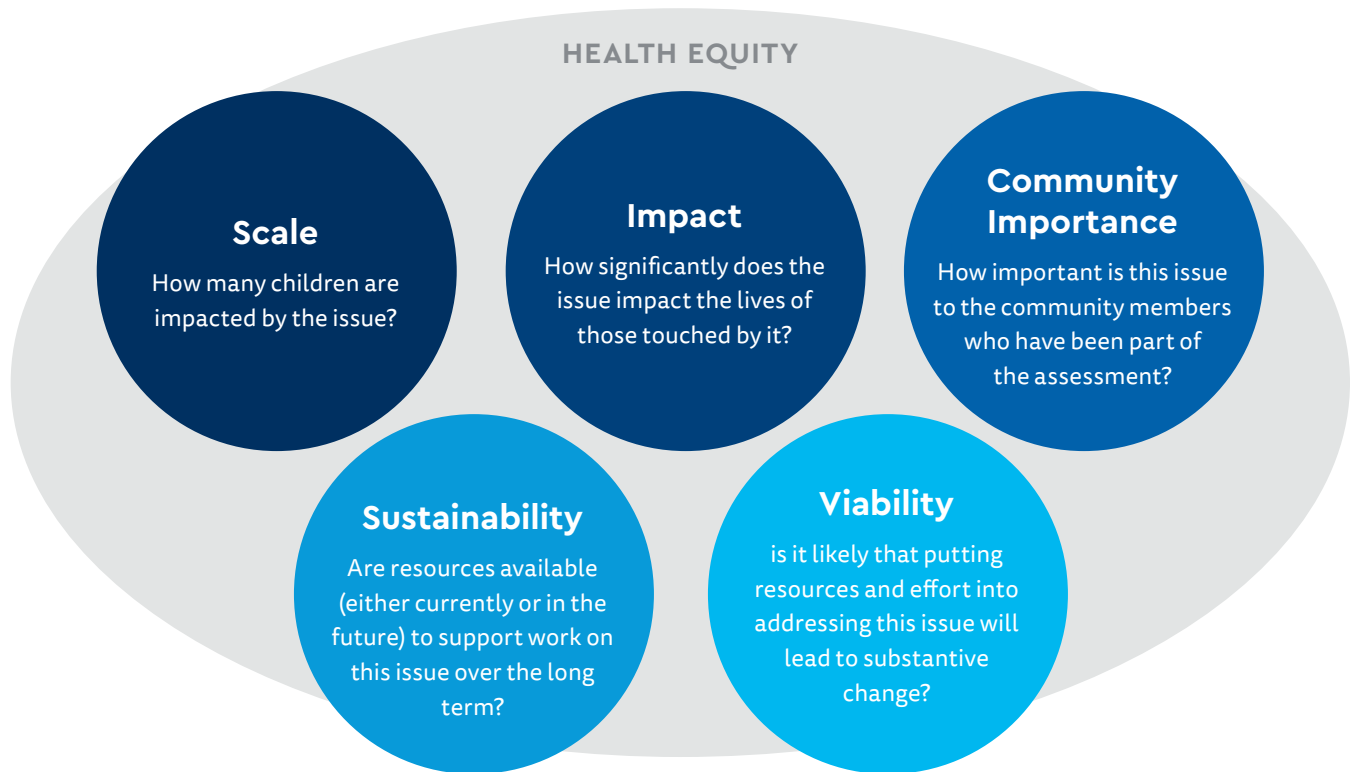 HEALTH EQUITY
Scale
How many children are
impacted by the issue?
Impact
How significantly does the
issue impact the lives of
those touched by it?
Community
Importance
How important is this issue
to the community members
who have been part of
the assessment?
Sustainability
Are resources available
(either currently or in the
future) to support work on
this issue over the long
term?
Viability
is it likely that putting
resources and effort into
addressing this issue will
lead to substantive
change?